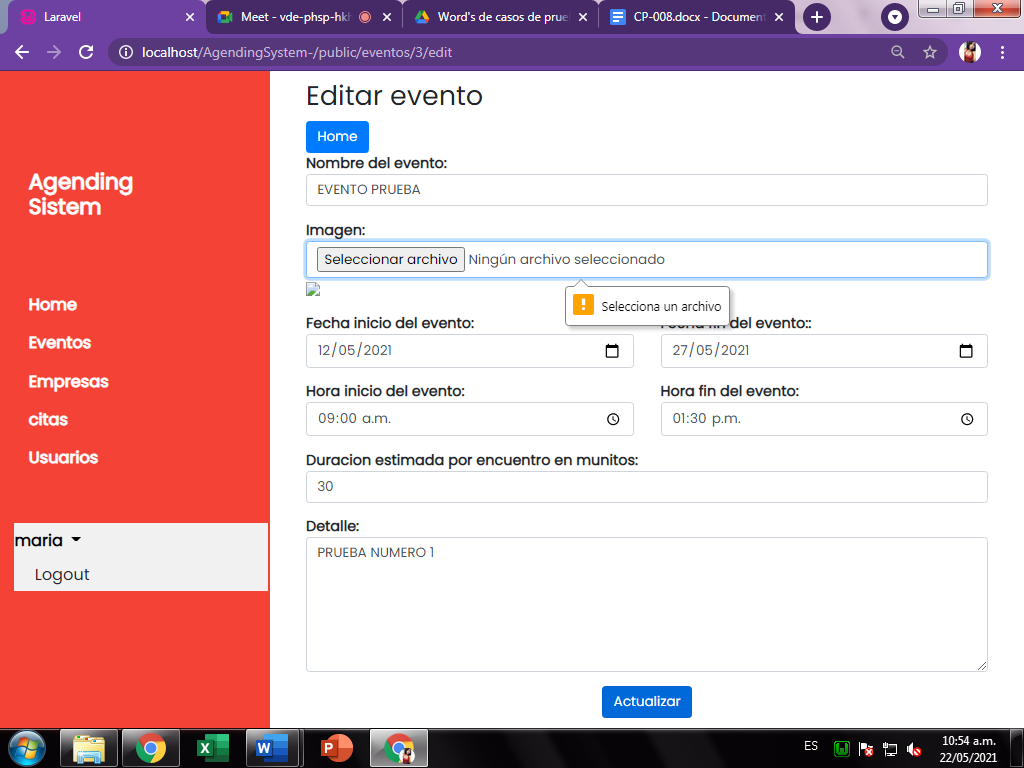 Laravel
Meet - vde-phsp-hkh
Word's de casos de prue
CP-008.docx - Document
localhost/AgendingSystem-/public/eventos/3/edit
Agending
Sistem
Home
Eventos
Empresas
citas
Usuarios
maria
Logout
Editar evento
Home
Nombre del evento:
EVENTO PRUEBA
Imagen:
Seleccionar archivo Ningún archivo seleccionado
Selecciona un archivo
Fecha inicio del evento: Fecha fin del evento::
12/05/2021 27/05/2021
Hora inicio del evento: Hora fin del evento:
09:00 a.m. 01:30 p.m.
Duracion estimada por encuentro en munitos:
30
Detalle:
PRUEBA NUMERO 1
Actualizar
ES
10:54 a.m.
22/05/2021